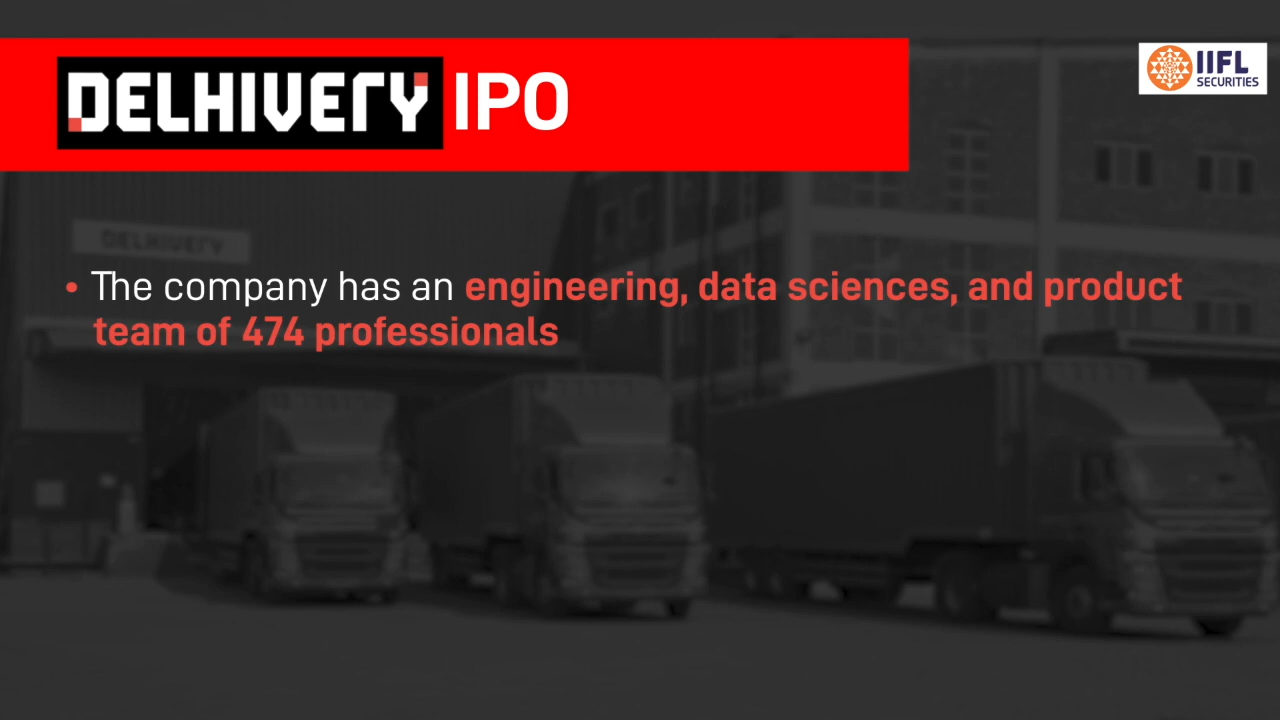 DELHIVERY IPO
IIFL
SECURITIES
DELHIVERY
• The company has an engineering, data sciences, and product
team of 474 professionals